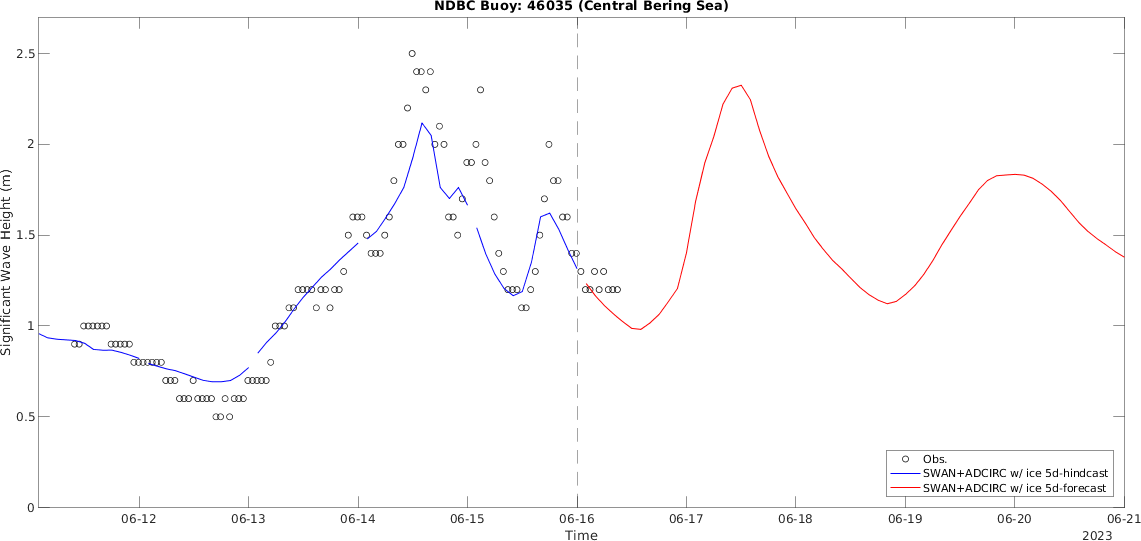 NDBC Buoy: 46035 (Central Bering Sea)
2.5
2
1.5
1
0.5
0
Significant Wave Height (m)
Obs.
SWAN+ADCIRC w/ ice 5d-hindcast
SWAN+ADCIRC w/ ice 5d-forecast
06-12 06-13 06-14 06-15 06-16 06-17 06-18 06-19 06-20 06-21
Time
2023